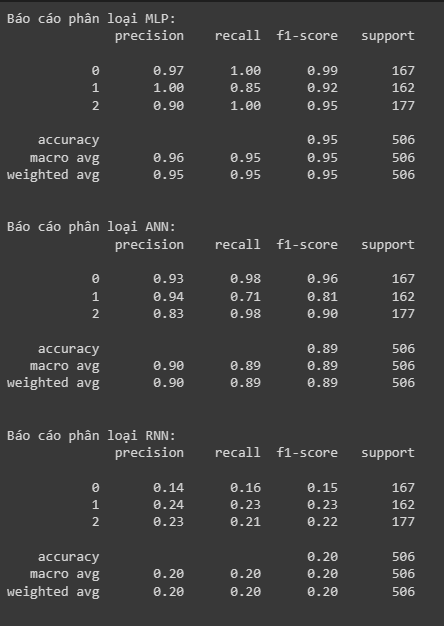 Báo cáo phân loại MLP:
precision recall f1-score support
0 0.97 1.00 0.99 167
1 1.00 0.85 0.92 162
2 0.90 1.00 0.95 177
accuracy 0.95 506
macro avg 0.96 0.95 0.95 506
weighted avg 0.95 0.95 0.95 506
Báo cáo phân loại ANN:
precision recall f1-score support
0 0.93 0.98 0.96 167
1 0.94 0.71 0.81 162
2 0.83 0.98 0.90 177
accuracy 0.89 506
macro avg 0.90 0.89 0.89 506
weighted avg 0.90 0.89 0.89 506
Báo cáo phân loại RNN:
precision recall f1-score support
0 0.14 0.16 0.15 167
1 0.24 0.23 0.23 162
2 0.23 0.21 0.22 177
accuracy 0.20 506
macro avg 0.20 0.20 0.20 506
weighted avg 0.20 0.20 0.20 506